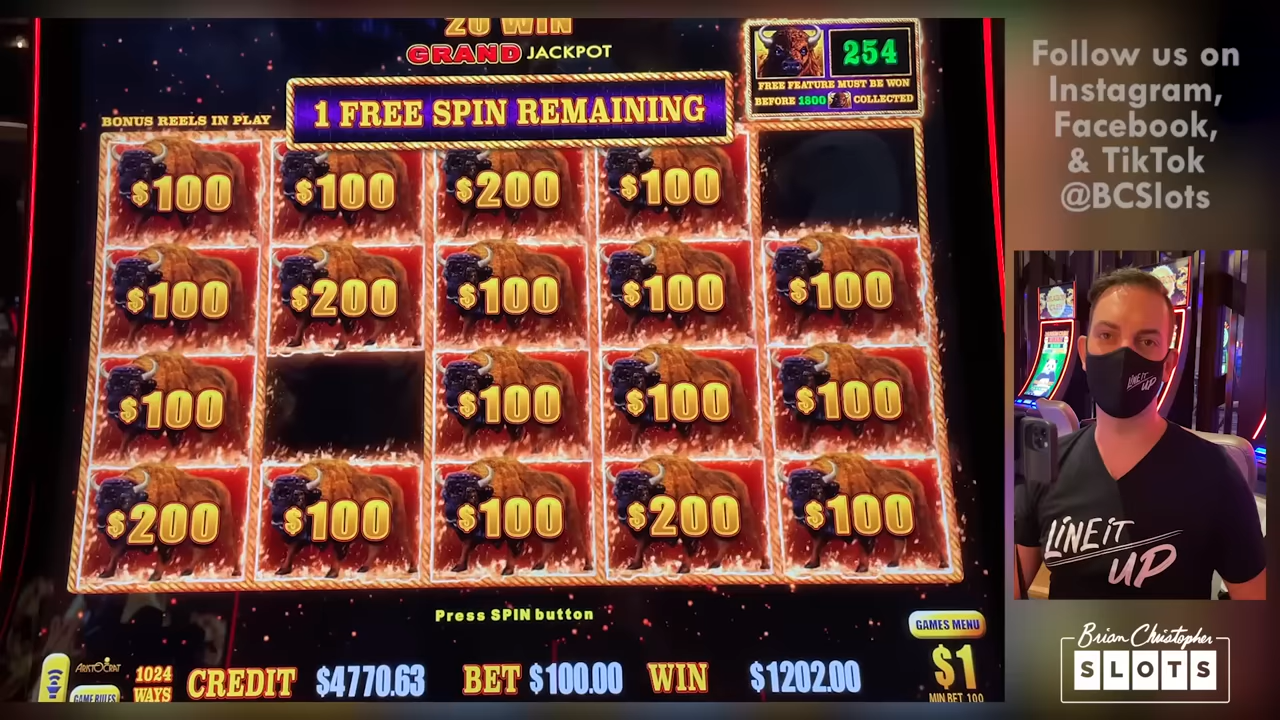 20 WIN
GRAND JACKPOT
254
FREE FEATURE MUST BE WON
BEFORE 1800 COLLECTED
1 FREE SPIN REMAINING
BONUS REELS IN PLAY
$100 $100 $200 $100
$100 $200 $100 $100 $100
$100 $100 $100 $100
$200 $100 $100 $200 $100
Press SPIN button
GAMES MENU
ARISTOCRAT
GAME RULES
1024
WAYS
CREDIT $4770.63 BET $100.00 WIN $1202.00
$1
MIN BET 100
Follow us on
Instagram,
Facebook,
& TikTok
@BCSlots
LINE IT
UP
LINE IT
UP
Brian Christopher
SLOTS